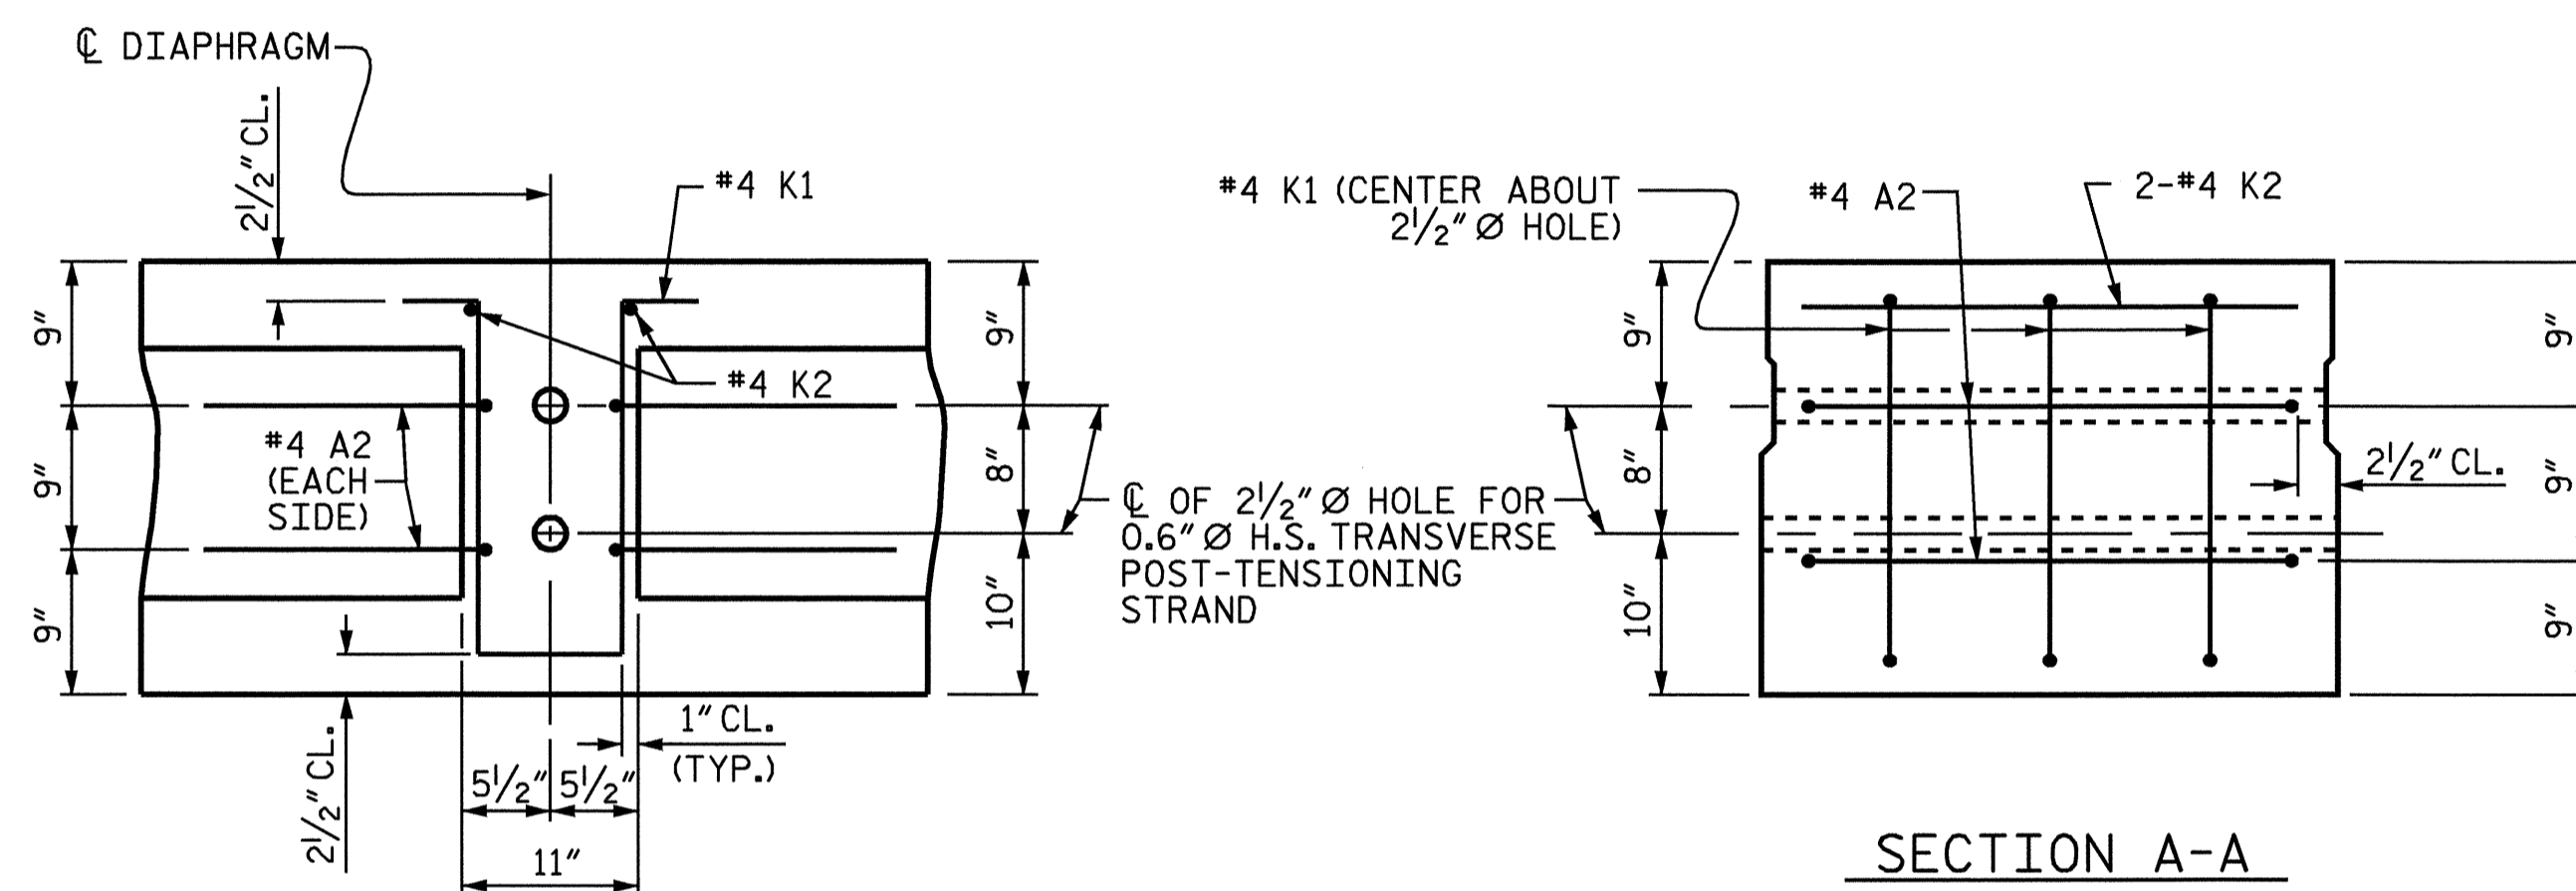 ℄ DIAPHRAGM
2½" CL.
#4 K1
9"
9"
9"
#4 K2
#4 A2
(EACH
SIDE)
9"
8"
10"
2½" CL.
1" CL.
(TYP.)
5½"
5½"
11"
℄ OF 2½" Ø HOLE FOR
0.6" Ø H.S. TRANSVERSE
POST-TENSIONING
STRAND
#4 K1 (CENTER ABOUT
2½" Ø HOLE)
#4 A2
2-#4 K2
9"
8"
10"
2½" CL.
9"
9"
9"
SECTION A-A